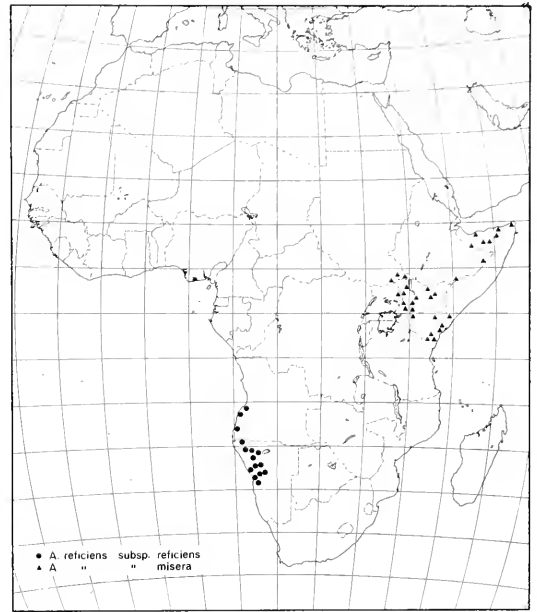 ● A. reficiens subsp. reficiens
▲ A " " misera